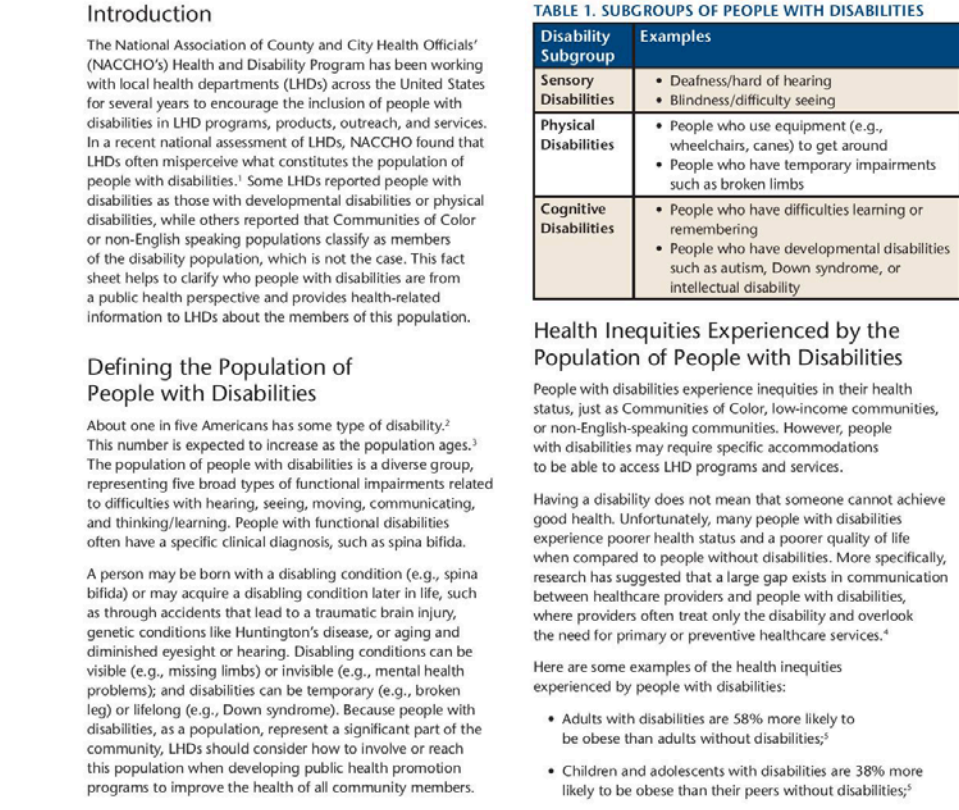 Introduction
The National Association of County and City Health Officials'
(NACCHO's) Health and Disability Program has been working
with local health departments (LHDs) across the United States
for several years to encourage the inclusion of people with
disabilities in LHD programs, products, outreach, and services.
In a recent national assessment of LHDs, NACCHO found that
LHDs often misperceive what constitutes the population of
people with disabilities.¹ Some LHDs reported people with
disabilities as those with developmental disabilities or physical
disabilities, while others reported that Communities of Color
or non-English speaking populations classify as members
of the disability population, which is not the case. This fact
sheet helps to clarify who people with disabilities are from
a public health perspective and provides health-related
information to LHDs about the members of this population.
Defining the Population of
People with Disabilities
About one in five Americans has some type of disability.²
This number is expected to increase as the population ages.³
The population of people with disabilities is a diverse group,
representing five broad types of functional impairments related
to difficulties with hearing, seeing, moving, communicating,
and thinking/learning. People with functional disabilities
often have a specific clinical diagnosis, such as spina bifida.
A person may be born with a disabling condition (e.g., spina
bifida) or may acquire a disabling condition later in life, such
as through accidents that lead to a traumatic brain injury,
genetic conditions like Huntington's disease, or aging and
diminished eyesight or hearing. Disabling conditions can be
visible (e.g., missing limbs) or invisible (e.g., mental health
problems); and disabilities can be temporary (e.g., broken
leg) or lifelong (e.g., Down syndrome). Because people with
disabilities, as a population, represent a significant part of the
community, LHDs should consider how to involve or reach
this population when developing public health promotion
programs to improve the health of all community members.
TABLE 1. SUBGROUPS OF PEOPLE WITH DISABILITIES
Disability
Subgroup
Examples
Sensory
Disabilities
• Deafness/hard of hearing
• Blindness/difficulty seeing
Physical
Disabilities
• People who use equipment (e.g.,
wheelchairs, canes) to get around
• People who have temporary impairments
such as broken limbs
Cognitive
Disabilities
• People who have difficulties learning or
remembering
• People who have developmental disabilities
such as autism, Down syndrome, or
intellectual disability
Health Inequities Experienced by the
Population of People with Disabilities
People with disabilities experience inequities in their health
status, just as Communities of Color, low-income communities,
or non-English-speaking communities. However, people
with disabilities may require specific accommodations
to be able to access LHD programs and services.
Having a disability does not mean that someone cannot achieve
good health. Unfortunately, many people with disabilities
experience poorer health status and a poorer quality of life
when compared to people without disabilities. More specifically,
research has suggested that a large gap exists in communication
between healthcare providers and people with disabilities,
where providers often treat only the disability and overlook
the need for primary or preventive healthcare services.⁴
Here are some examples of the health inequities
experienced by people with disabilities:
• Adults with disabilities are 58% more likely to
be obese than adults without disabilities;⁵
• Children and adolescents with disabilities are 38% more
likely to be obese than their peers without disabilities;⁵